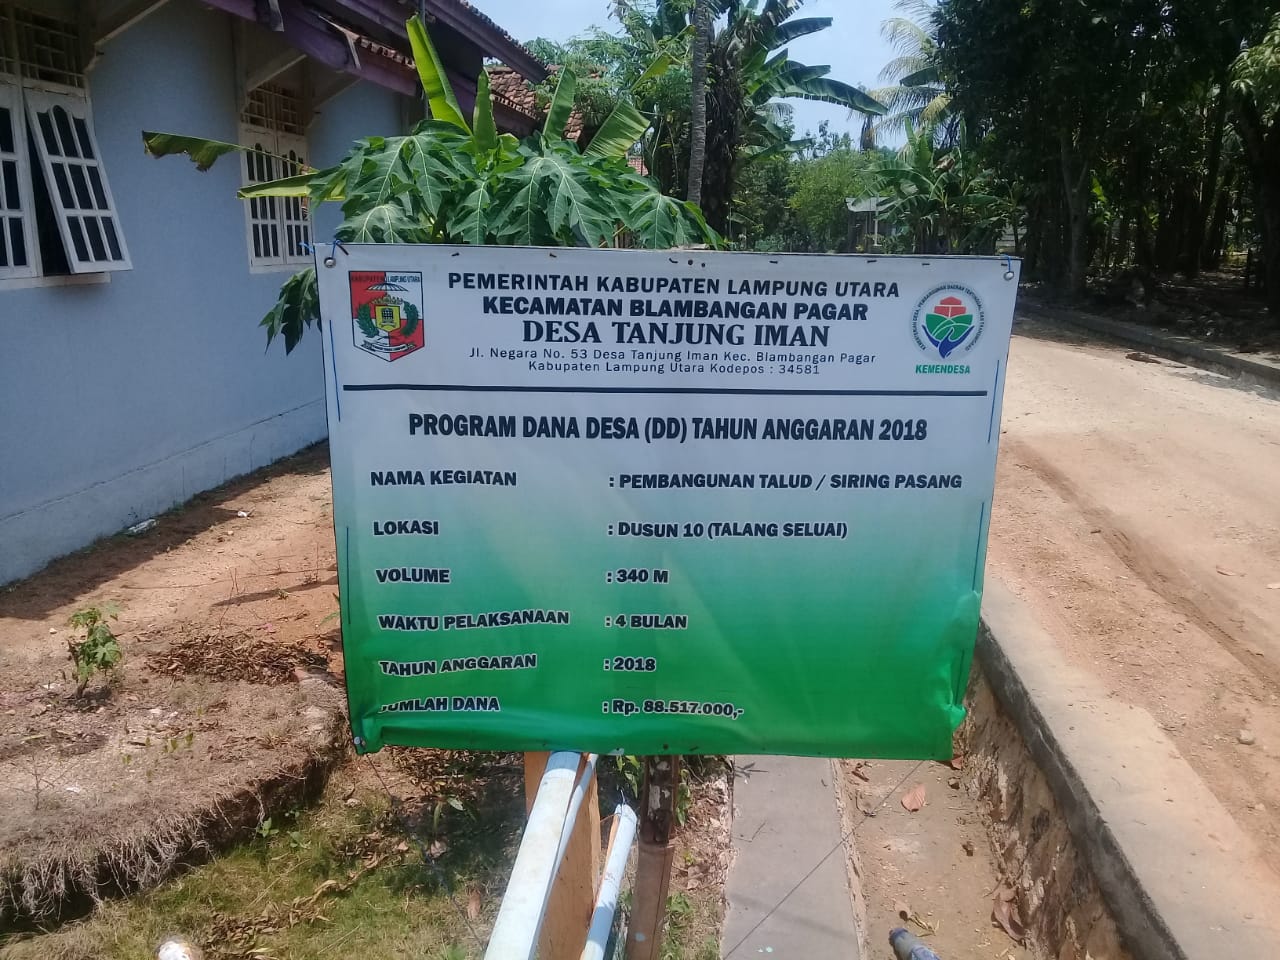 KABUPATEN LAMPUNG UTARA
PEMERINTAH KABUPATEN LAMPUNG UTARA
KECAMATAN BLAMBANGAN PAGAR
DESA TANJUNG IMAN
Jl. Negara No. 53 Desa Tanjung Iman Kec. Blambangan Pagar
Kabupaten Lampung Utara Kodepos : 34581
KEMENDESA
PROGRAM DANA DESA (DD) TAHUN ANGGARAN 2018
NAMA KEGIATAN : PEMBANGUNAN TALUD / SIRING PASANG
LOKASI : DUSUN 10 (TALANG SELUAI)
VOLUME : 340 M
WAKTU PELAKSANAAN : 4 BULAN
TAHUN ANGGARAN : 2018
JUMLAH DANA : Rp. 88.517.000,-